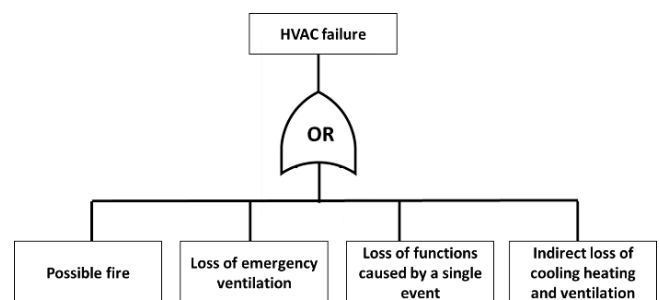 HVAC failure
OR
Possible fire
Loss of emergency
ventilation
Loss of functions
caused by a single
event
Indirect loss of
cooling heating
and ventilation